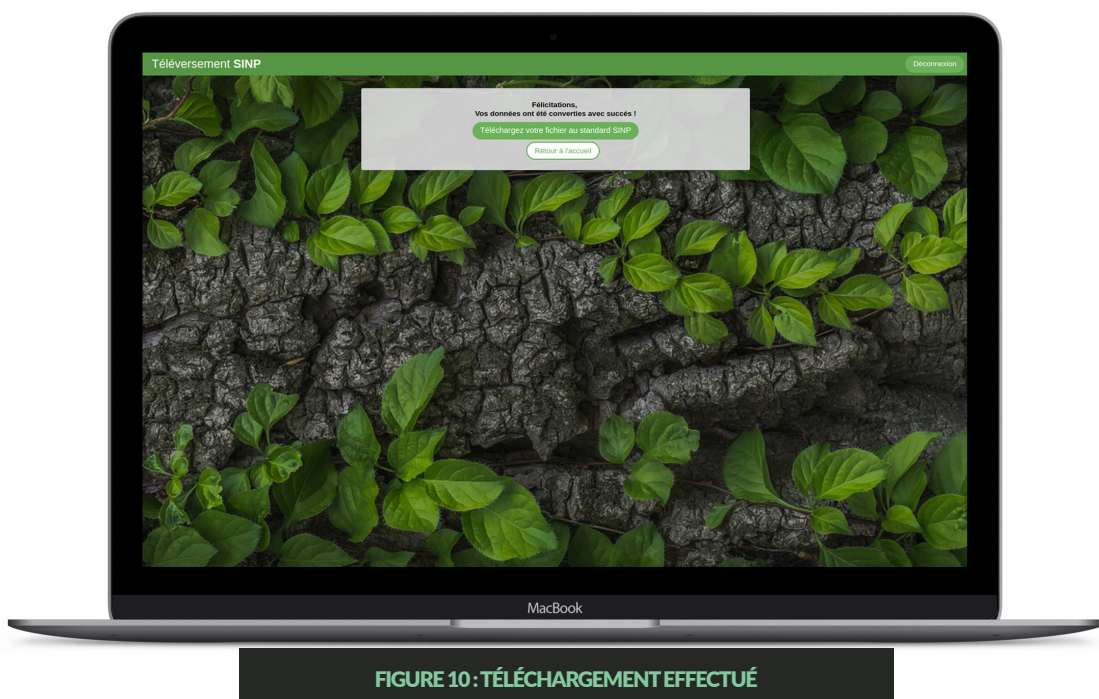 Téléversement SINP
Déconnexion
Félicitations,
Vos données ont été converties avec succés !
Téléchargez votre fichier au standard SINP
Retour à l'accueil
MacBook
FIGURE 10 : TÉLÉCHARGEMENT EFFECTUÉ